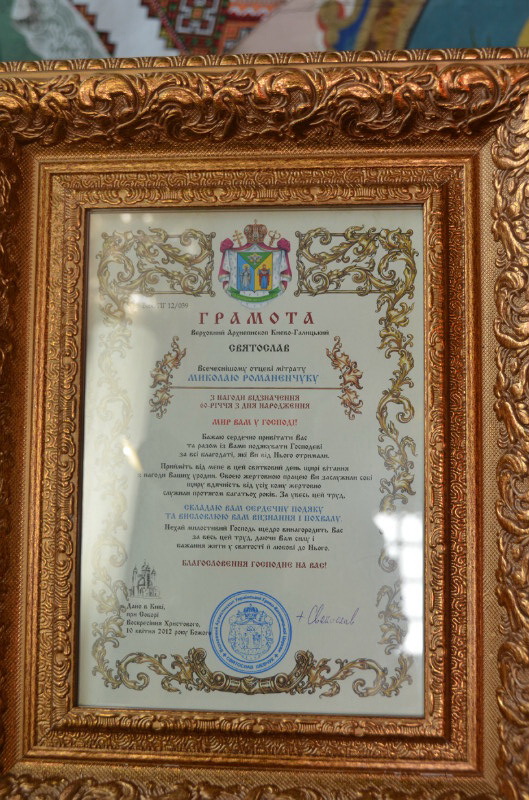 ВА 12/059
ГРАМОТА
Верховний Архиєпископ Києво-Галицький
СВЯТОСЛАВ
Всечеснішому отцеві мітрату
МИКОЛАЮ РОМАНЕНЧУКУ
З НАГОДИ ВІДЗНАЧЕННЯ
60-РІЧЧЯ З ДНЯ НАРОДЖЕННЯ
МИР ВАМ У ГОСПОДІ!
Бажаю сердечно привітати Вас
та разом із Вами подякувати Господеві
за всі благодаті, які Ви від Нього отримали.
Прийміть від мене в цей святковий день щирі вітання
з нагоди Ваших уродин. Своєю жертовною працею Ви заслужили собі
щиру вдячність від усіх кому жертовно
служили протягом багатьох років. За увесь цей труд,
СКЛАДАЮ ВАМ СЕРДЕЧНУ ПОДЯКУ
ТА ВИСЛОВЛЮЮ ВАМ ВИЗНАННЯ І ПОХВАЛУ.
Нехай милостивий Господь щедро винагородить Вас
за весь цей труд, даючи Вам силу і
бажання жити у святості й любові до Нього.
БЛАГОСЛОВЕННЯ ГОСПОДНЄ НА ВАС!
Дано в Києві,
при Соборі
Воскресіння Христового,
10 квітня 2012 року Божого
+ Святослав